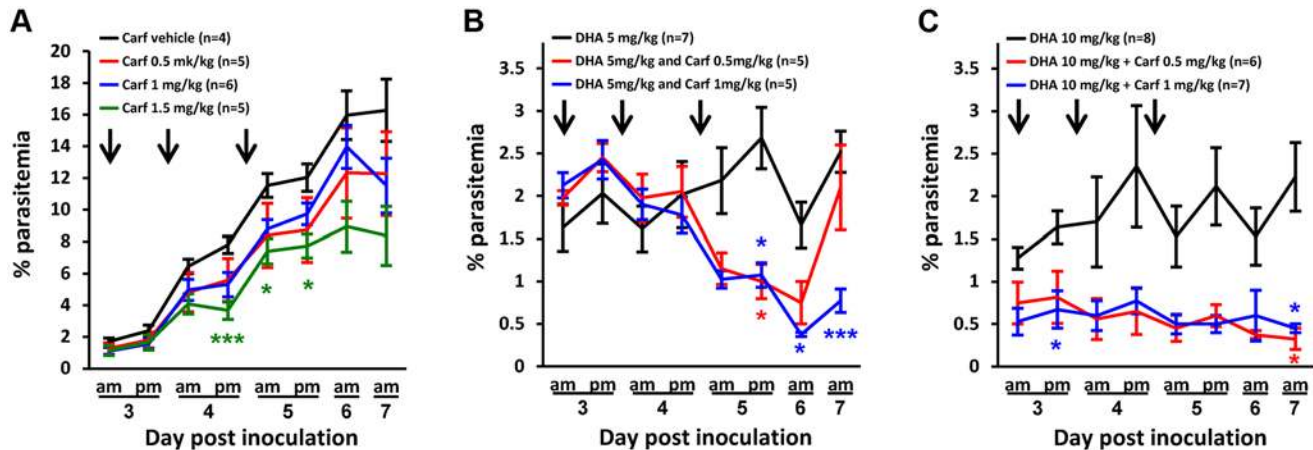 A
Carf vehicle (n=4)
Carf 0.5 mk/kg (n=5)
Carf 1 mg/kg (n=6)
Carf 1.5 mg/kg (n=5)
% parasitemia
20
18
16
14
12
10
8
6
4
2
0
***
*
*
am pm am pm am pm am am
3 4 5 6 7
Day post inoculation
B
DHA 5 mg/kg (n=7)
DHA 5mg/kg and Carf 0.5mg/kg (n=5)
DHA 5mg/kg and Carf 1mg/kg (n=5)
% parasitemia
3.5
3
2.5
2
1.5
1
0.5
0
*
*
*
***
am pm am pm am pm am am
3 4 5 6 7
Day post inoculation
C
DHA 10 mg/kg (n=8)
DHA 10 mg/kg + Carf 0.5 mg/kg (n=6)
DHA 10 mg/kg + Carf 1 mg/kg (n=7)
% parasitemia
3.5
3
2.5
2
1.5
1
0.5
0
*
*
*
am pm am pm am pm am am
3 4 5 6 7
Day post inoculation